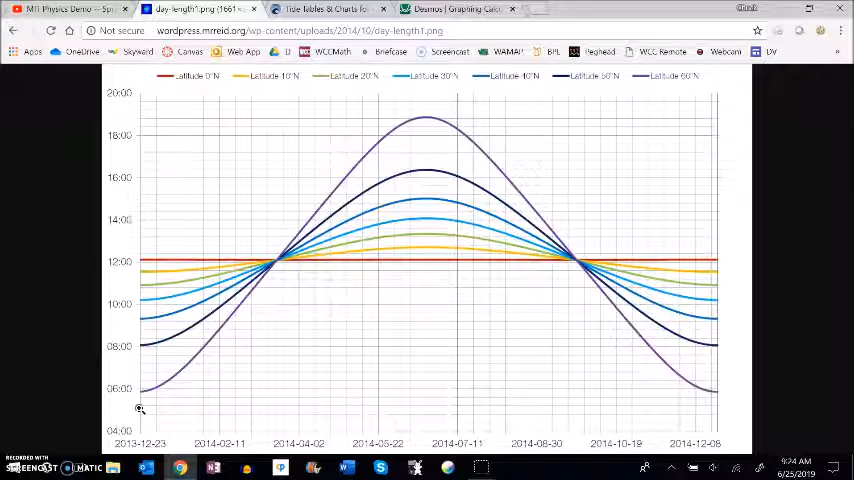 MIT Physics Demo -- Sp
day-length1.png (1661×
Tide Tables & Charts for
Desmos | Graphing Calcu
Not secure
wordpress.mrreid.org/wp-content/uploads/2014/10/day-length1.png
Apps
OneDrive
Skyward
Web App
D
WCCMath
Briefcase
Screencast
WAMAP
BPL
Peghead
WCC Remote
Webcam
DV
Latitude 0°N
Latitude 10°N
Latitude 20°N
Latitude 30°N
Latitude 40°N
Latitude 50°N
Latitude 60°N
20:00
18:00
16:00
14:00
12:00
10:00
08:00
06:00
04:00
2013-12-23
2014-02-11
2014-04-02
2014-05-22
2014-07-11
2014-08-30
2014-10-19
2014-12-08
RECORDED WITH
SCREENCAST MATIC
9:24 AM
6/25/2019